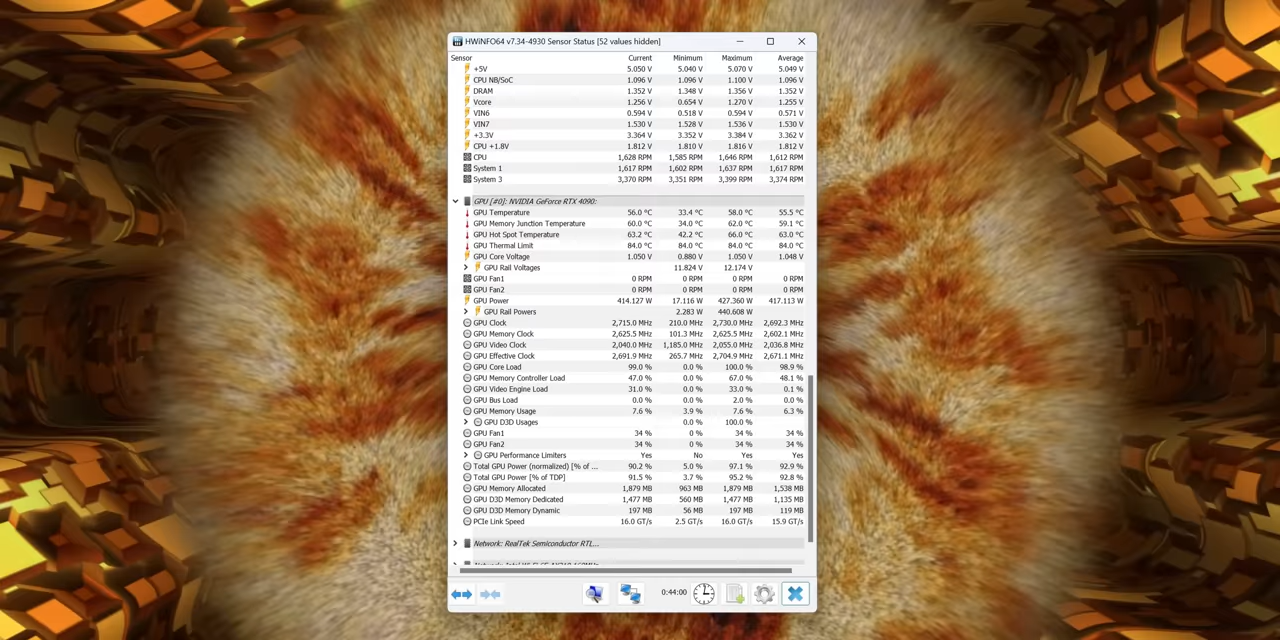 HWiNFO64 v7.34-4930 Sensor Status [52 values hidden]
Sensor Current Minimum Maximum Average
+5V 5.050 V 5.040 V 5.070 V 5.049 V
CPU NB/SoC 1.096 V 1.096 V 1.100 V 1.096 V
DRAM 1.352 V 1.348 V 1.356 V 1.352 V
Vcore 1.256 V 0.654 V 1.270 V 1.255 V
VIN6 0.594 V 0.518 V 0.594 V 0.571 V
VIN7 1.530 V 1.528 V 1.536 V 1.530 V
+3.3V 3.364 V 3.352 V 3.384 V 3.362 V
CPU +1.8V 1.812 V 1.810 V 1.816 V 1.812 V
CPU 1,628 RPM 1,585 RPM 1,646 RPM 1,612 RPM
System 1 1,617 RPM 1,602 RPM 1,637 RPM 1,617 RPM
System 3 3,370 RPM 3,351 RPM 3,399 RPM 3,374 RPM
GPU [#0]: NVIDIA GeForce RTX 4090:
GPU Temperature 56.0 °C 33.4 °C 58.0 °C 55.5 °C
GPU Memory Junction Temperature 60.0 °C 34.0 °C 62.0 °C 59.1 °C
GPU Hot Spot Temperature 63.2 °C 42.2 °C 66.0 °C 63.0 °C
GPU Thermal Limit 84.0 °C 84.0 °C 84.0 °C 84.0 °C
GPU Core Voltage 1.050 V 0.880 V 1.050 V 1.048 V
GPU Rail Voltages 11.824 V 12.174 V
GPU Fan1 0 RPM 0 RPM 0 RPM 0 RPM
GPU Fan2 0 RPM 0 RPM 0 RPM 0 RPM
GPU Power 414.127 W 17.116 W 427.360 W 417.113 W
GPU Rail Powers 2.283 W 440.608 W
GPU Clock 2,715.0 MHz 210.0 MHz 2,730.0 MHz 2,692.3 MHz
GPU Memory Clock 2,625.5 MHz 101.3 MHz 2,625.5 MHz 2,602.1 MHz
GPU Video Clock 2,040.0 MHz 1,185.0 MHz 2,055.0 MHz 2,036.8 MHz
GPU Effective Clock 2,691.9 MHz 265.7 MHz 2,704.9 MHz 2,671.1 MHz
GPU Core Load 99.0 % 0.0 % 100.0 % 98.9 %
GPU Memory Controller Load 47.0 % 0.0 % 67.0 % 48.1 %
GPU Video Engine Load 31.0 % 0.0 % 33.0 % 0.1 %
GPU Bus Load 0.0 % 0.0 % 2.0 % 0.0 %
GPU Memory Usage 7.6 % 3.9 % 7.6 % 6.3 %
GPU D3D Usages 0.0 % 100.0 %
GPU Fan1 34 % 0 % 34 % 34 %
GPU Fan2 34 % 0 % 34 % 34 %
GPU Performance Limiters Yes No Yes Yes
Total GPU Power (normalized) [% of ... 90.2 % 5.0 % 97.1 % 92.9 %
Total GPU Power [% of TDP] 91.5 % 3.7 % 95.2 % 92.8 %
GPU Memory Allocated 1,879 MB 963 MB 1,879 MB 1,538 MB
GPU D3D Memory Dedicated 1,477 MB 560 MB 1,477 MB 1,135 MB
GPU D3D Memory Dynamic 197 MB 56 MB 197 MB 119 MB
PCIe Link Speed 16.0 GT/s 2.5 GT/s 16.0 GT/s 15.9 GT/s
Network: RealTek Semiconductor RTL...
0:44:00